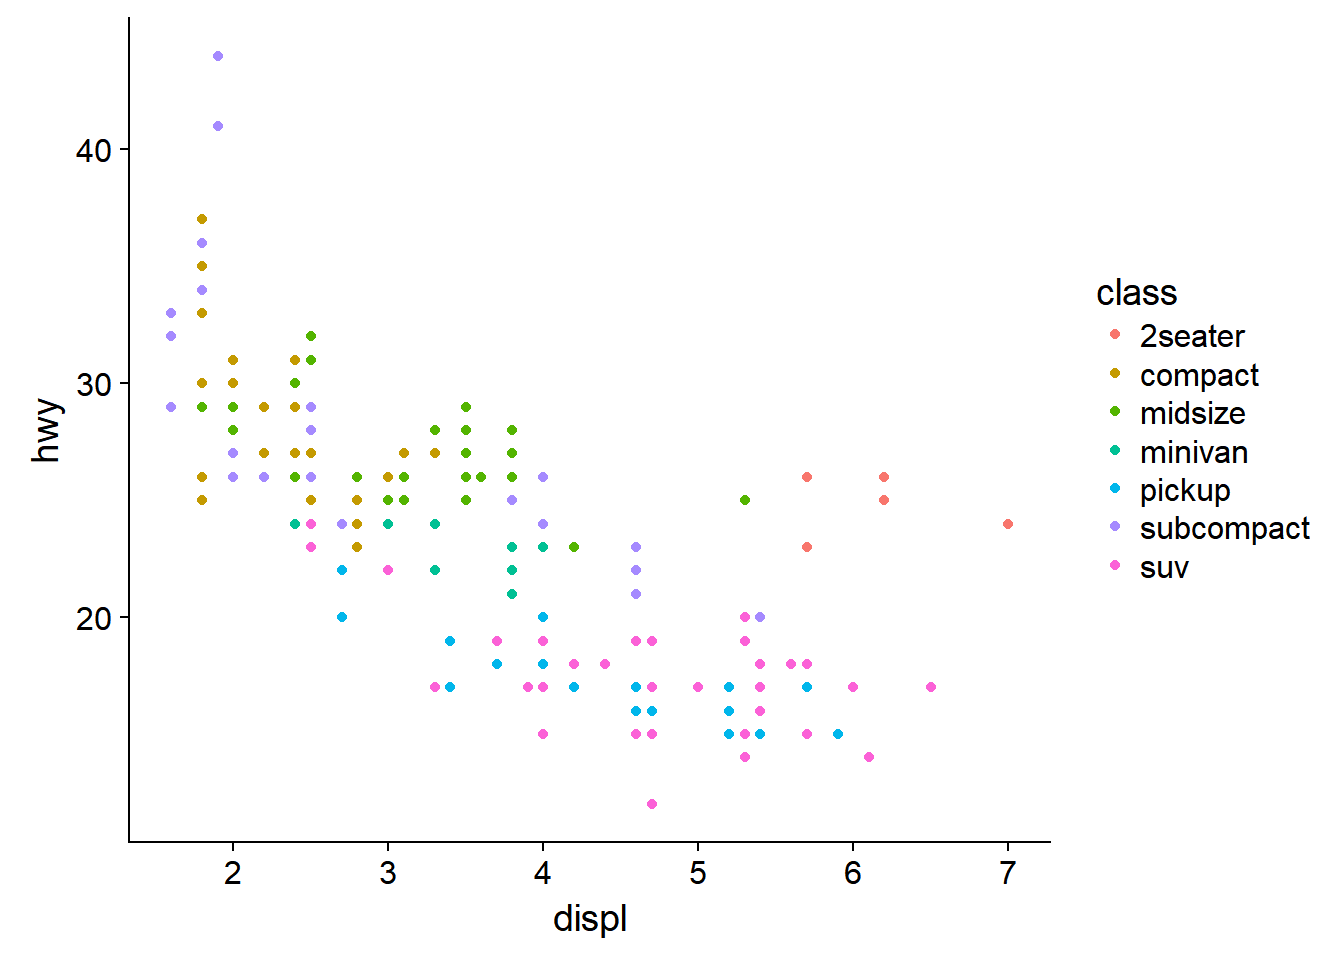 40
30
20
hwy
2 3 4 5 6 7
displ
class
2seater
compact
midsize
minivan
pickup
subcompact
suv